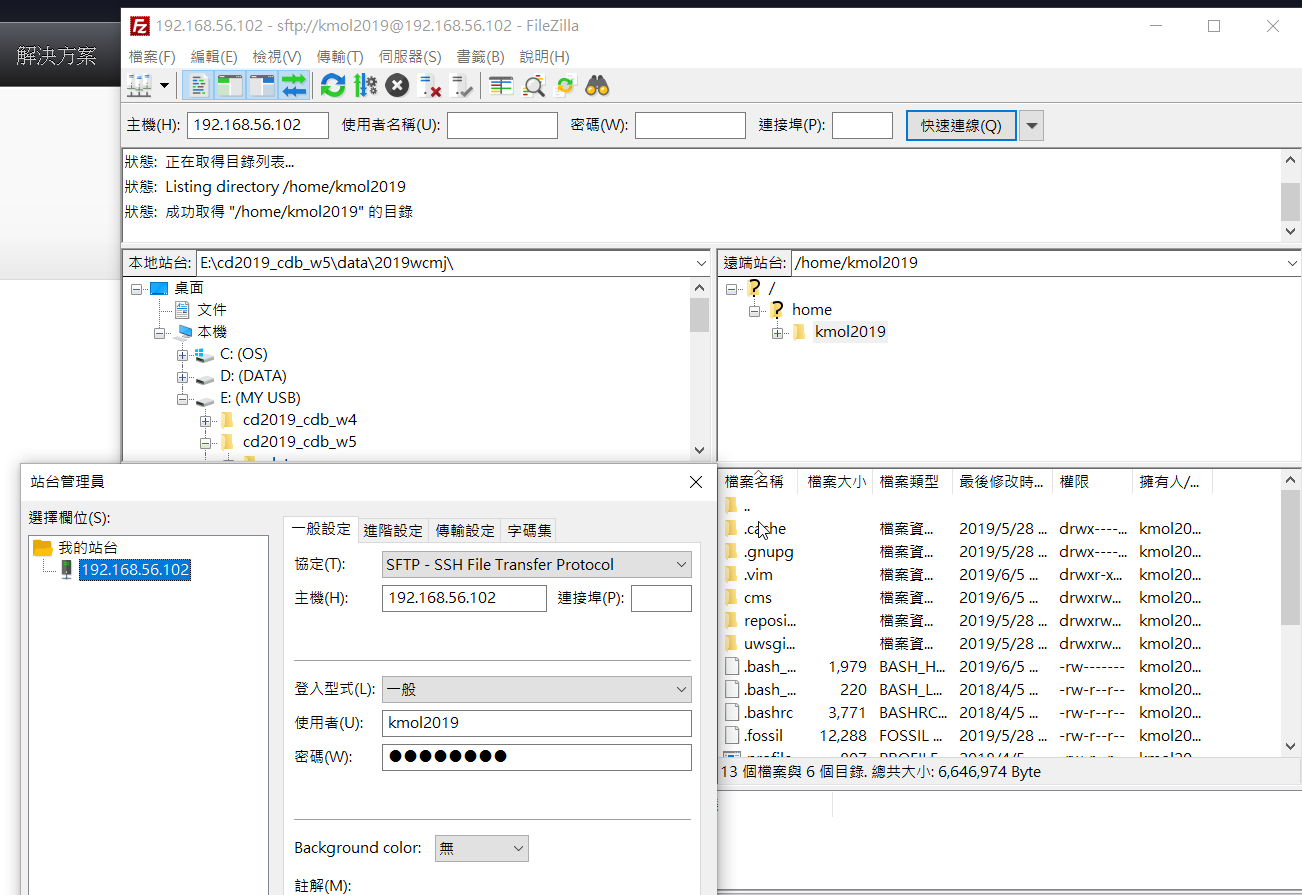 解決方案
192.168.56.102 - sftp://kmol2019@192.168.56.102 - FileZilla
檔案(F) 編輯(E) 檢視(V) 傳輸(T) 伺服器(S) 書籤(B) 說明(H)
主機(H): 192.168.56.102 使用者名稱(U): 密碼(W): 連接埠(P): 快速連線(Q)
狀態: 正在取得目錄列表...
狀態: Listing directory /home/kmol2019
狀態: 成功取得 "/home/kmol2019" 的目錄
本地站台: E:\cd2019_cdb_w5\data\2019wcmj\
桌面
文件
本機
C: (OS)
D: (DATA)
E: (MY USB)
cd2019_cdb_w4
cd2019_cdb_w5
遠端站台: /home/kmol2019
/
home
kmol2019
站台管理員
選擇欄位(S):
我的站台
192.168.56.102
一般設定 進階設定 傳輸設定 字碼集
協定(T): SFTP - SSH File Transfer Protocol
主機(H): 192.168.56.102 連接埠(P):
登入型式(L): 一般
使用者(U): kmol2019
密碼(W): ●●●●●●●●
Background color: 無
註解(M):
檔案名稱 檔案大小 檔案類型 最後修改時... 權限 擁有人/...
..
.cache 檔案資... 2019/5/28 ... drwx----... kmol20...
.gnupg 檔案資... 2019/5/28 ... drwx----... kmol20...
.vim 檔案資... 2019/6/5 ... drwxr-x... kmol20...
cms 檔案資... 2019/6/5 ... drwxrw... kmol20...
reposi... 檔案資... 2019/5/28 ... drwxrw... kmol20...
uwsgi... 檔案資... 2019/5/28 ... drwxrw... kmol20...
.bash_... 1,979 BASH_H... 2019/6/5 ... -rw------- kmol20...
.bash_... 220 BASH_L... 2018/4/5 ... -rw-r--r-- kmol20...
.bashrc 3,771 BASHRC... 2018/4/5 ... -rw-r--r-- kmol20...
.fossil 12,288 FOSSIL ... 2019/5/28 ... -rw-r--r-- kmol20...
.profile 807 PROFILE 2018/4/5 ... -rw-r--r-- kmol20...
13 個檔案與 6 個目錄. 總共大小: 6,646,974 Byte